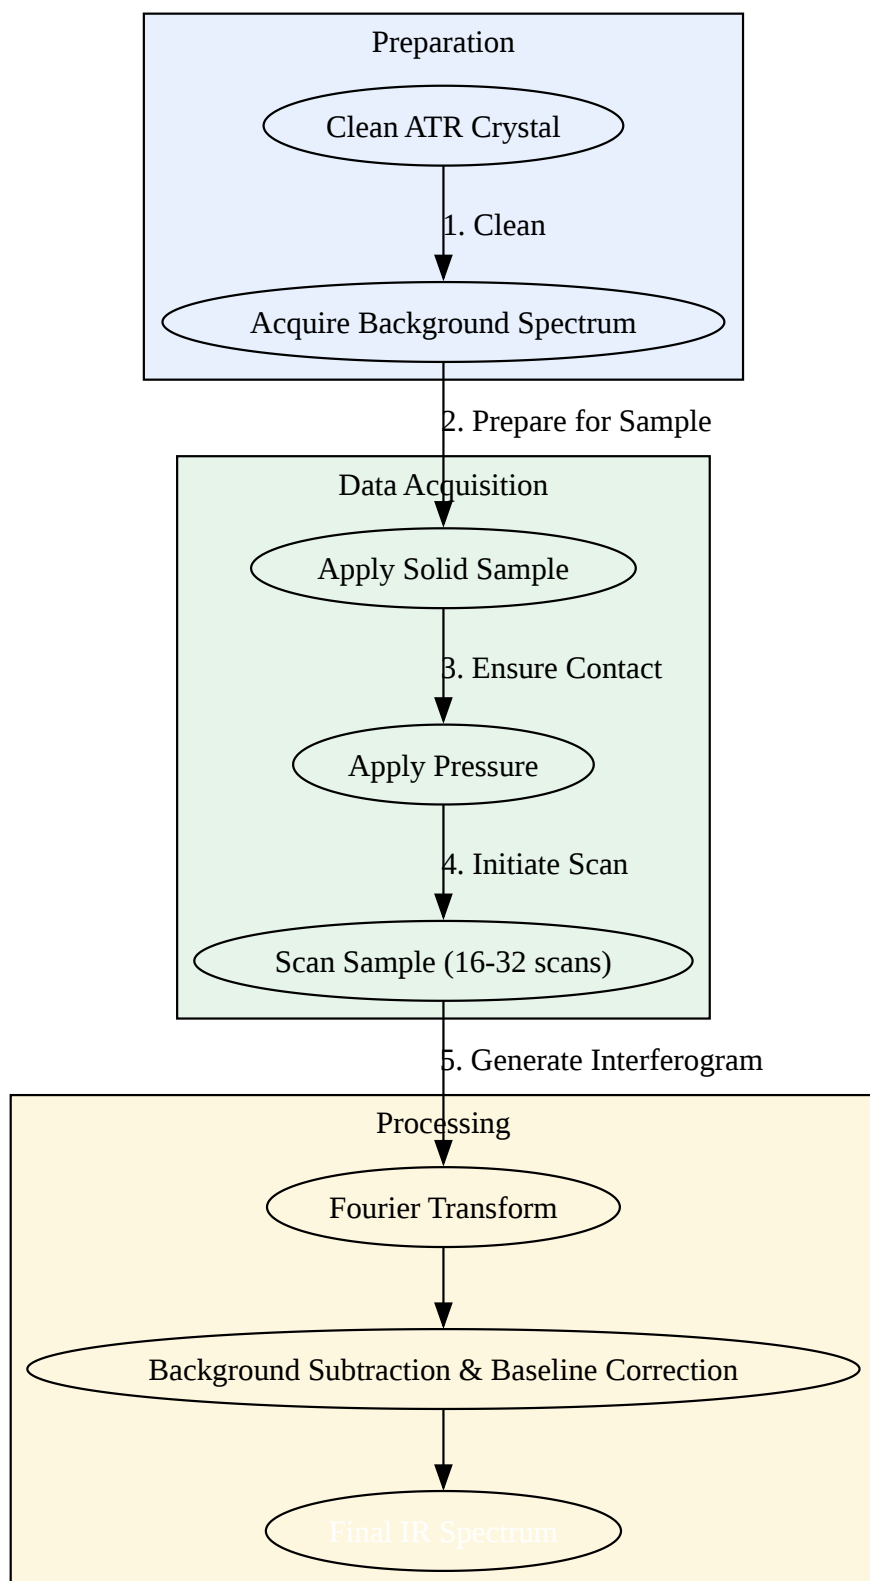 Preparation
Clean ATR Crystal
1. Clean
Acquire Background Spectrum
2. Prepare for Sample
Data Acquisition
Apply Solid Sample
3. Ensure Contact
Apply Pressure
4. Initiate Scan
Scan Sample (16-32 scans)
5. Generate Interferogram
Processing
Fourier Transform
Background Subtraction & Baseline Correction
Final IR Spectrum